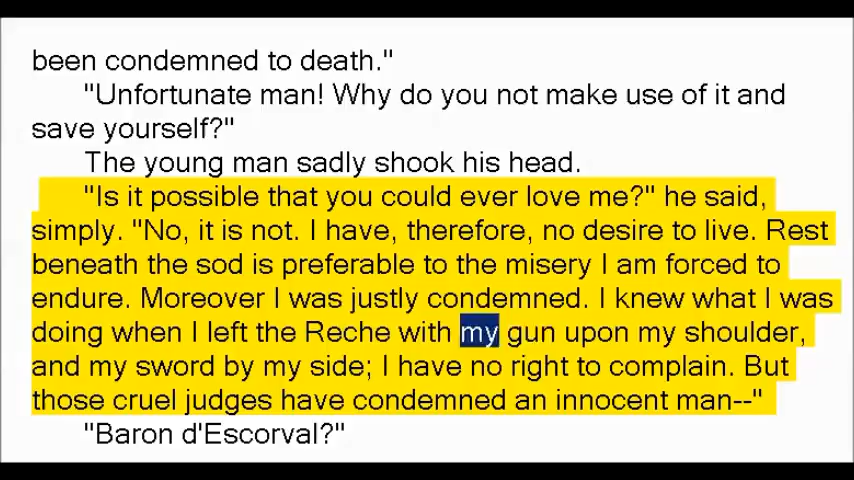 been condemned to death."
"Unfortunate man! Why do you not make use of it and
save yourself?"
The young man sadly shook his head.
"Is it possible that you could ever love me?" he said,
simply. "No, it is not. I have, therefore, no desire to live. Rest
beneath the sod is preferable to the misery I am forced to
endure. Moreover I was justly condemned. I knew what I was
doing when I left the Reche with my gun upon my shoulder,
and my sword by my side; I have no right to complain. But
those cruel judges have condemned an innocent man--"
"Baron d'Escorval?"